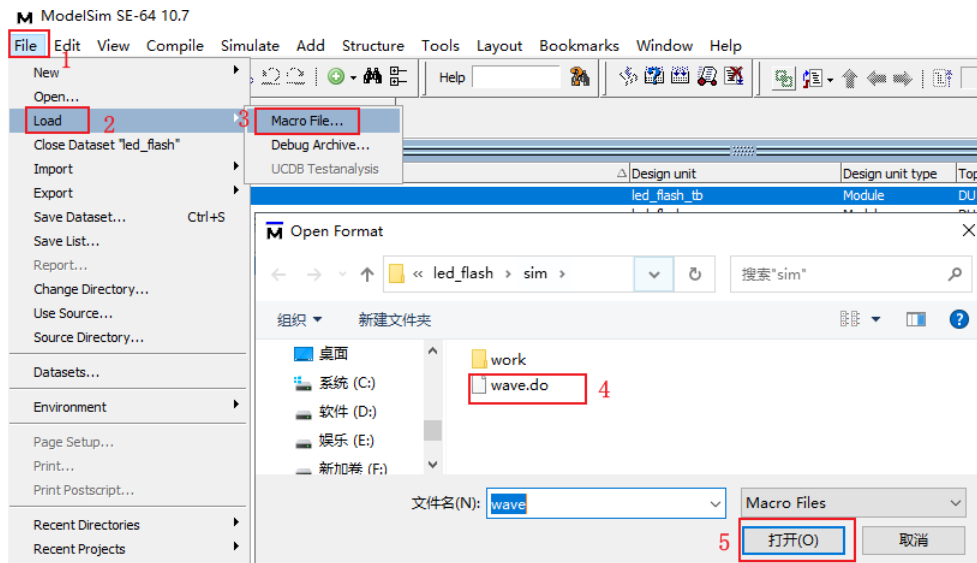 ModelSim SE-64 10.7
File Edit View Compile Simulate Add Structure Tools Layout Bookmarks Window Help
1
New
Help
Open...
Load 2
3 Macro File...
Close Dataset "led_flash"
Debug Archive...
Import
UCDB Testanalysis
Design unit
Design unit type
Top
Export
led_flash_tb
Module
DU
Save Dataset... Ctrl+S
Save List...
Report...
Change Directory...
Use Source...
Source Directory...
Datasets...
Environment
Page Setup...
Print...
Print Postscript...
Recent Directories
Recent Projects
Open Format
« led_flash › sim ›
搜索"sim"
组织
新建文件夹
桌面
系统 (C:)
软件 (D:)
娱乐 (E:)
新加卷 (F:)
work
wave.do 4
文件名(N): wave
Macro Files
5 打开(O)
取消